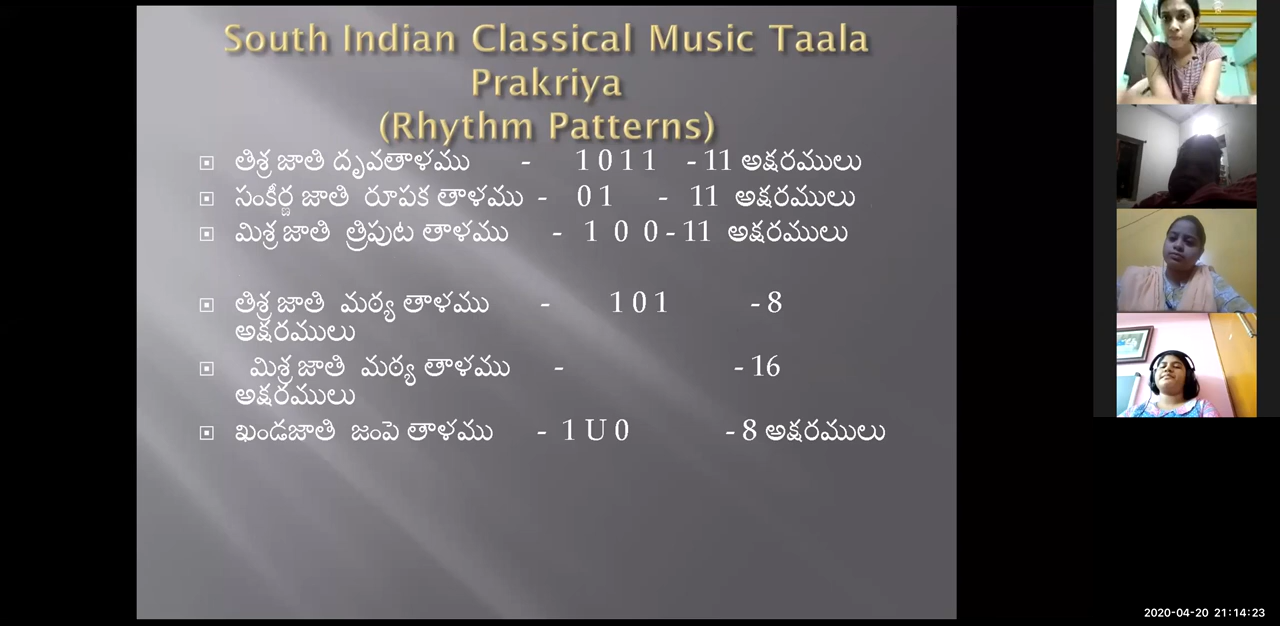 South Indian Classical Music Taala
Prakriya
(Rhythm Patterns)
తిశ్ర జాతి దృవతాళము - 1 0 1 1 - 11 అక్షరములు
సంకీర్ణ జాతి రూపక తాళము - 0 1 - 11 అక్షరములు
మిశ్ర జాతి త్రిపుట తాళము - 1 0 0 - 11 అక్షరములు
తిశ్ర జాతి మఠ్య తాళము - 1 0 1 - 8
అక్షరములు
మిశ్ర జాతి మఠ్య తాళము - - 16
అక్షరములు
ఖండజాతి జంపె తాళము - 1 U 0 - 8 అక్షరములు
2020-04-20 21:14:23